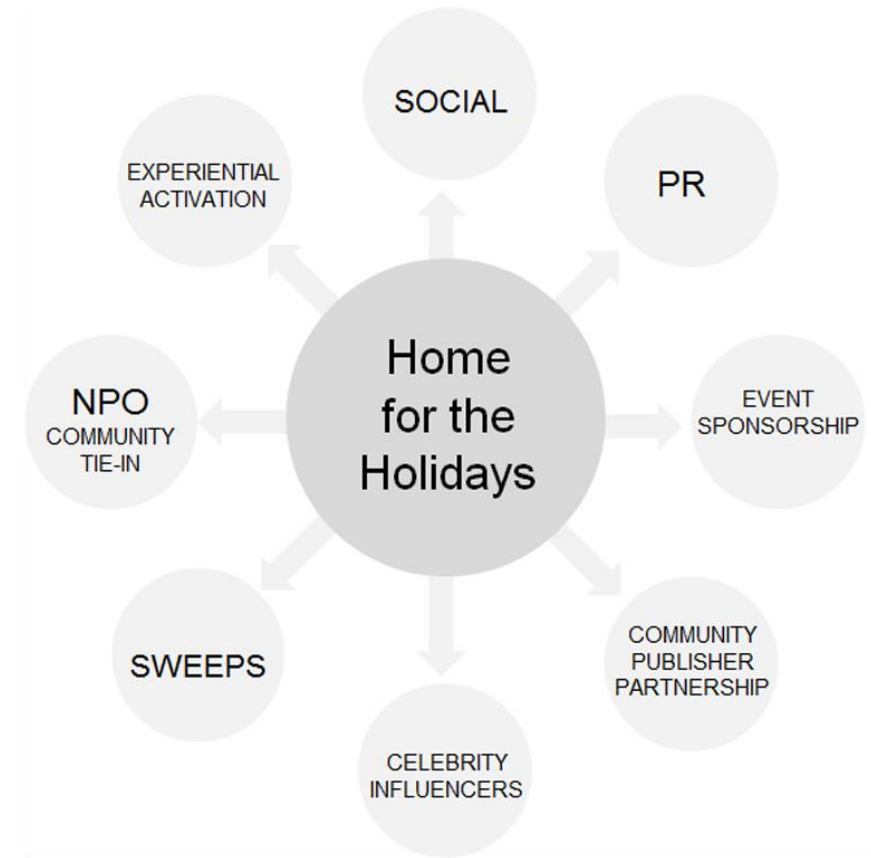 SOCIAL
PR
EVENT
SPONSORSHIP
COMMUNITY
PUBLISHER
PARTNERSHIP
CELEBRITY
INFLUENCERS
SWEEPS
NPO
COMMUNITY
TIE-IN
EXPERIENTIAL
ACTIVATION
Home
for the
Holidays